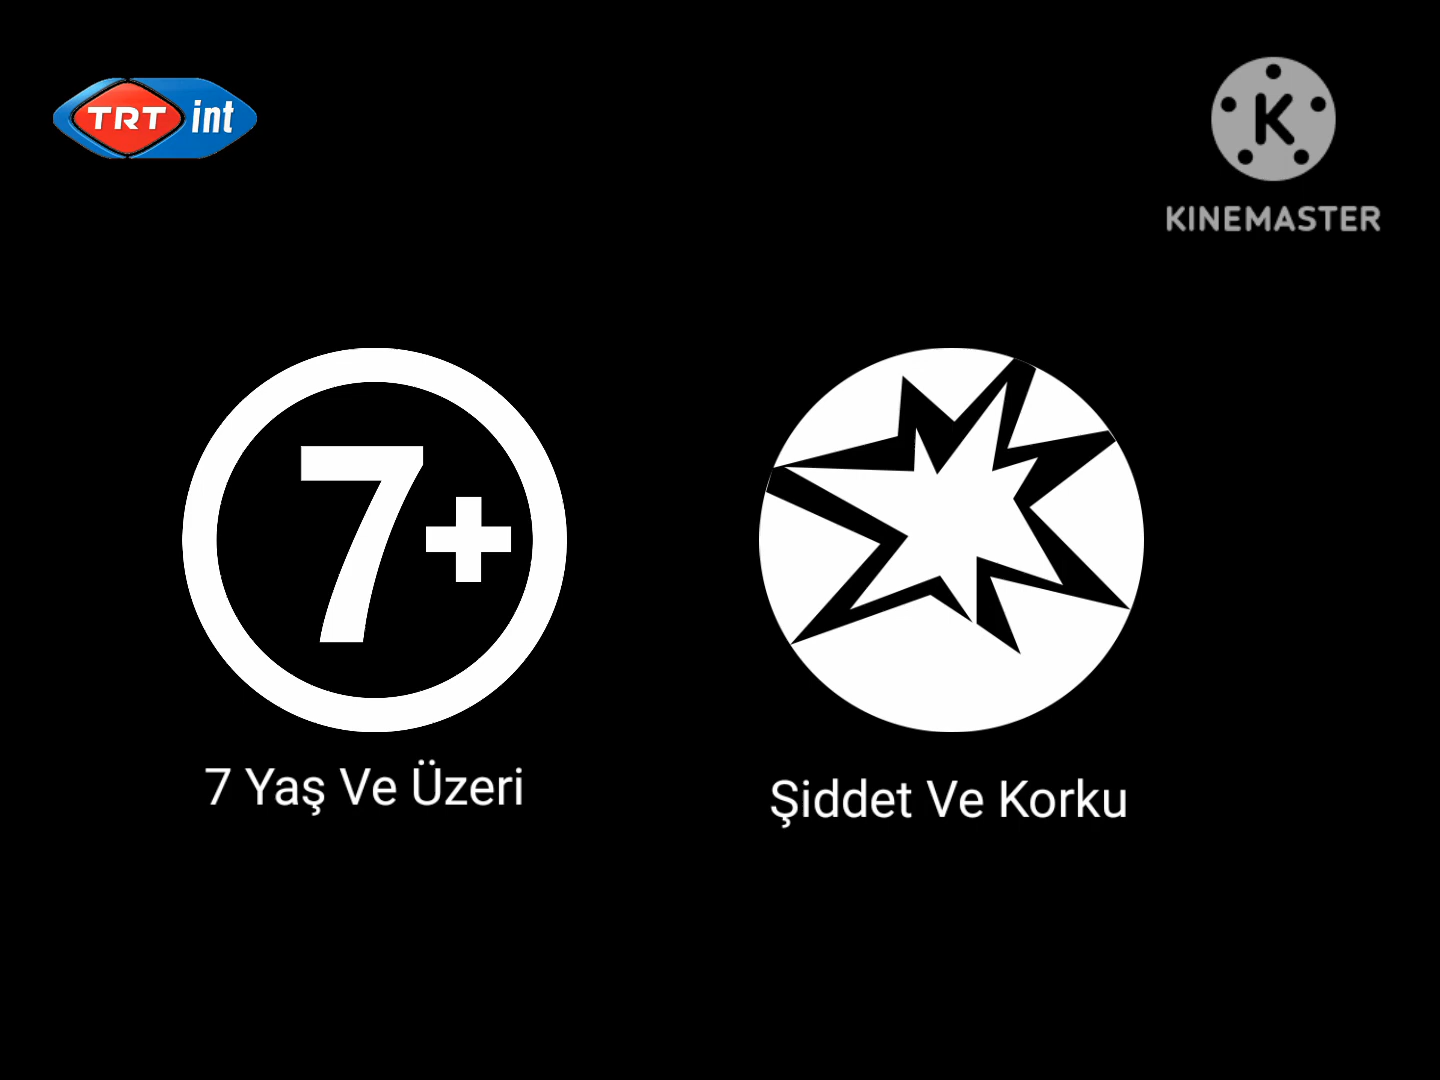 TRT int
K
KINEMASTER
7+
7 Yaş Ve Üzeri
Şiddet Ve Korku